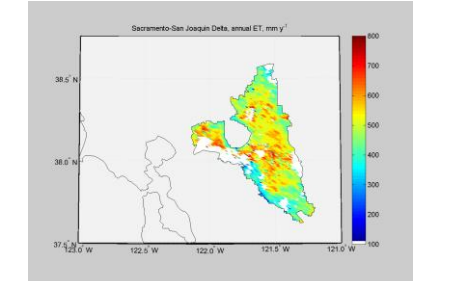 Sacramento-San Joaquin Delta, annual ET, mm y⁻¹
800
700
38.5° N
600
500
400
38.0° N
300
200
37.5° N
100
123.0° W
122.5° W
122.0° W
121.5° W
121.0° W